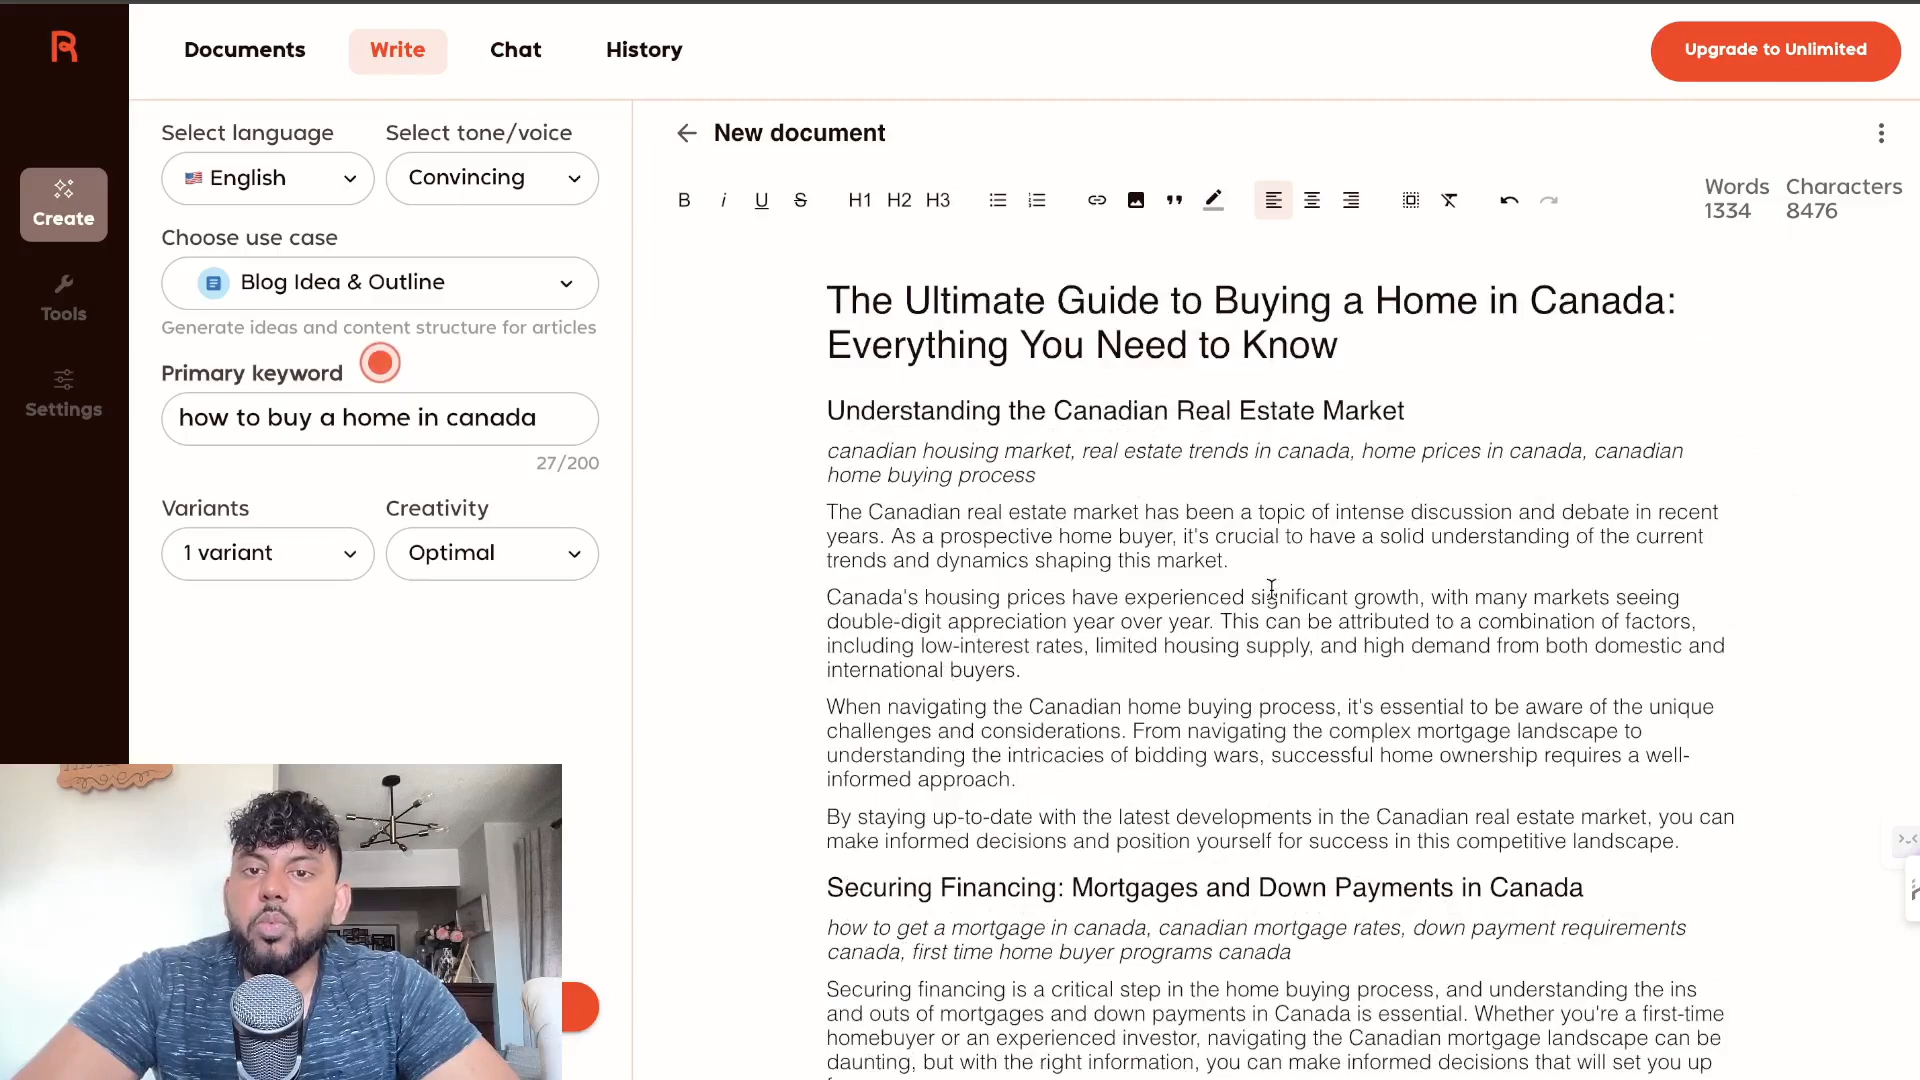 Documents
Write
Chat
History
Upgrade to Unlimited
Create
Tools
Settings
Select language
Select tone/voice
English
Convincing
Choose use case
Blog Idea & Outline
Generate ideas and content structure for articles
Primary keyword
how to buy a home in canada
27/200
Variants
Creativity
1 variant
Optimal
New document
B i U S H1 H2 H3
Words Characters
1334 8476
The Ultimate Guide to Buying a Home in Canada:
Everything You Need to Know
Understanding the Canadian Real Estate Market
canadian housing market, real estate trends in canada, home prices in canada, canadian
home buying process
The Canadian real estate market has been a topic of intense discussion and debate in recent
years. As a prospective home buyer, it's crucial to have a solid understanding of the current
trends and dynamics shaping this market.
Canada's housing prices have experienced significant growth, with many markets seeing
double-digit appreciation year over year. This can be attributed to a combination of factors,
including low-interest rates, limited housing supply, and high demand from both domestic and
international buyers.
When navigating the Canadian home buying process, it's essential to be aware of the unique
challenges and considerations. From navigating the complex mortgage landscape to
understanding the intricacies of bidding wars, successful home ownership requires a well-
informed approach.
By staying up-to-date with the latest developments in the Canadian real estate market, you can
make informed decisions and position yourself for success in this competitive landscape.
Securing Financing: Mortgages and Down Payments in Canada
how to get a mortgage in canada, canadian mortgage rates, down payment requirements
canada, first time home buyer programs canada
Securing financing is a critical step in the home buying process, and understanding the ins
and outs of mortgages and down payments in Canada is essential. Whether you're a first-time
homebuyer or an experienced investor, navigating the Canadian mortgage landscape can be
daunting, but with the right information, you can make informed decisions that will set you up